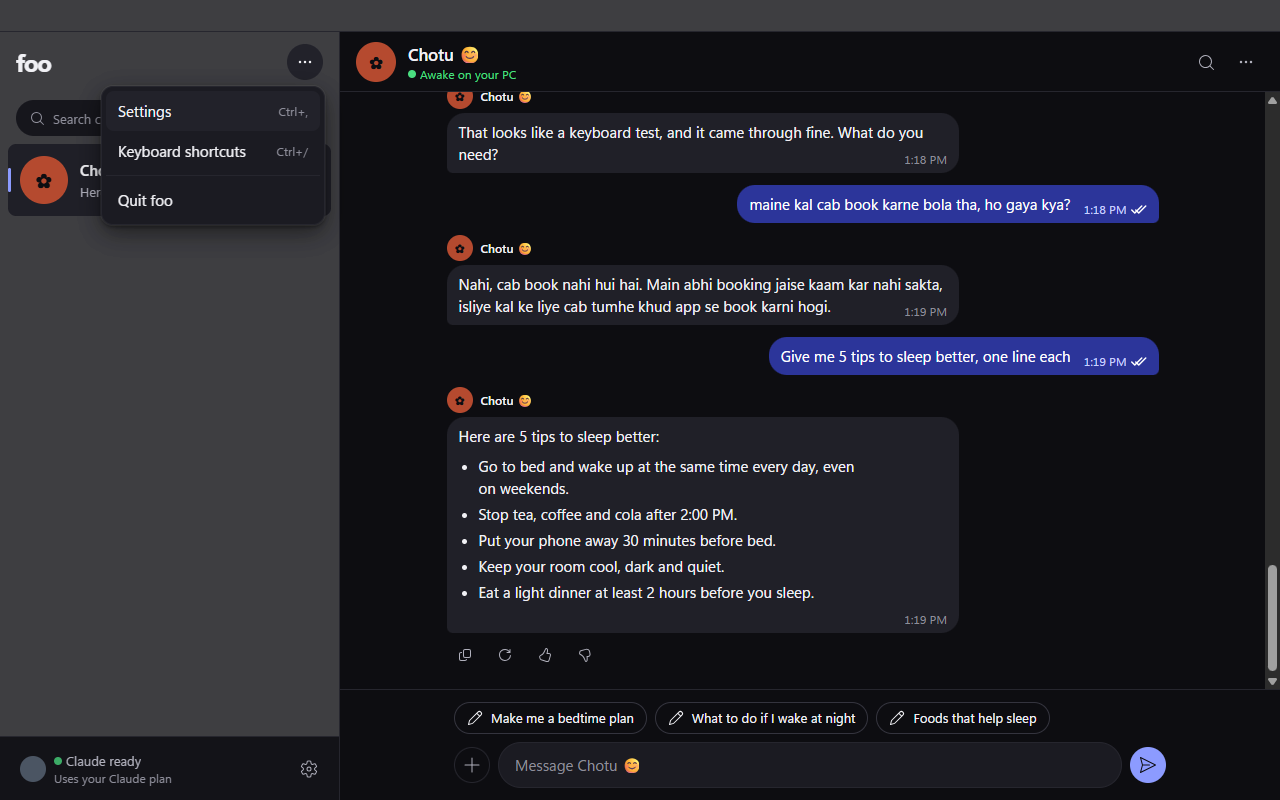 foo
Search c
Settings Ctrl+,
Keyboard shortcuts Ctrl+/
Quit foo
Cho
Her
Claude ready
Uses your Claude plan
Chotu 😊
Awake on your PC
Chotu 😊
That looks like a keyboard test, and it came through fine. What do you
need?
1:18 PM
maine kal cab book karne bola tha, ho gaya kya? 1:18 PM
Chotu 😊
Nahi, cab book nahi hui hai. Main abhi booking jaise kaam kar nahi sakta,
isliye kal ke liye cab tumhe khud app se book karni hogi.
1:19 PM
Give me 5 tips to sleep better, one line each 1:19 PM
Chotu 😊
Here are 5 tips to sleep better:
• Go to bed and wake up at the same time every day, even
on weekends.
• Stop tea, coffee and cola after 2:00 PM.
• Put your phone away 30 minutes before bed.
• Keep your room cool, dark and quiet.
• Eat a light dinner at least 2 hours before you sleep.
1:19 PM
Make me a bedtime plan
What to do if I wake at night
Foods that help sleep
Message Chotu 😊